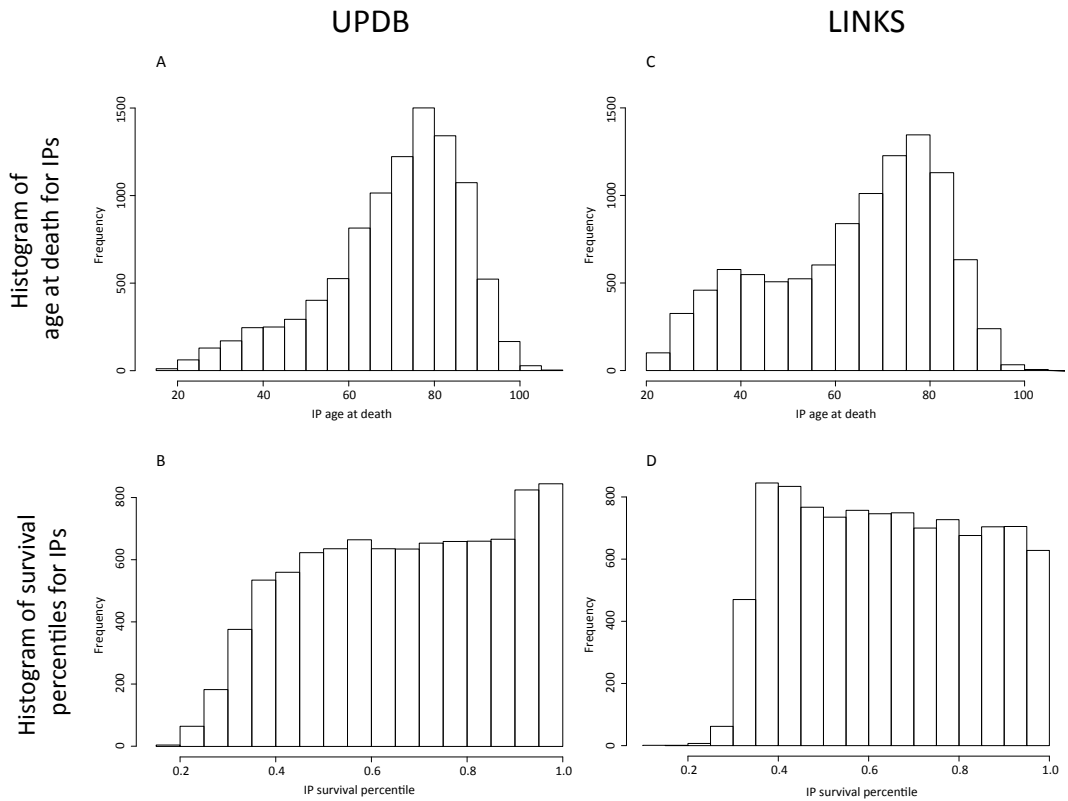 UPDB
LINKS
Histogram of
age at death for IPs
A
1500
1000
500
0
Frequency
20 40 60 80 100
IP age at death
C
1500
1000
500
0
Frequency
20 40 60 80 100
IP age at death
Histogram of survival
percentiles for IPs
B
800
600
400
200
0
Frequency
0.2 0.4 0.6 0.8 1.0
IP survival percentile
D
800
600
400
200
0
Frequency
0.2 0.4 0.6 0.8 1.0
IP survival percentile